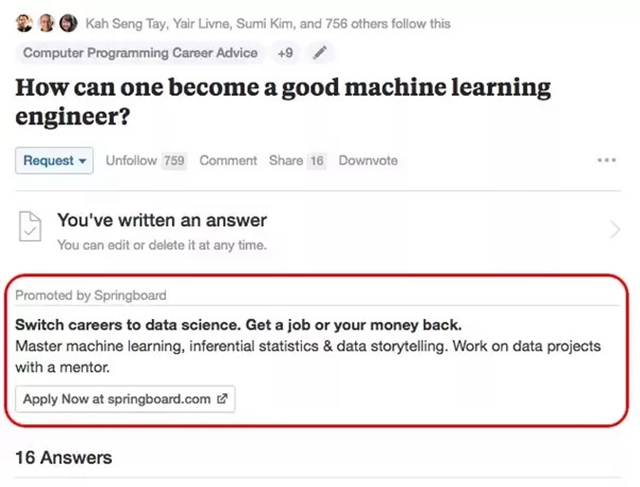 Kah Seng Tay, Yair Livne, Sumi Kim, and 756 others follow this
Computer Programming Career Advice +9
How can one become a good machine learning
engineer?
Request Unfollow 759 Comment Share 16 Downvote
You've written an answer
You can edit or delete it at any time.
Promoted by Springboard
Switch careers to data science. Get a job or your money back.
Master machine learning, inferential statistics & data storytelling. Work on data projects
with a mentor.
Apply Now at springboard.com
16 Answers